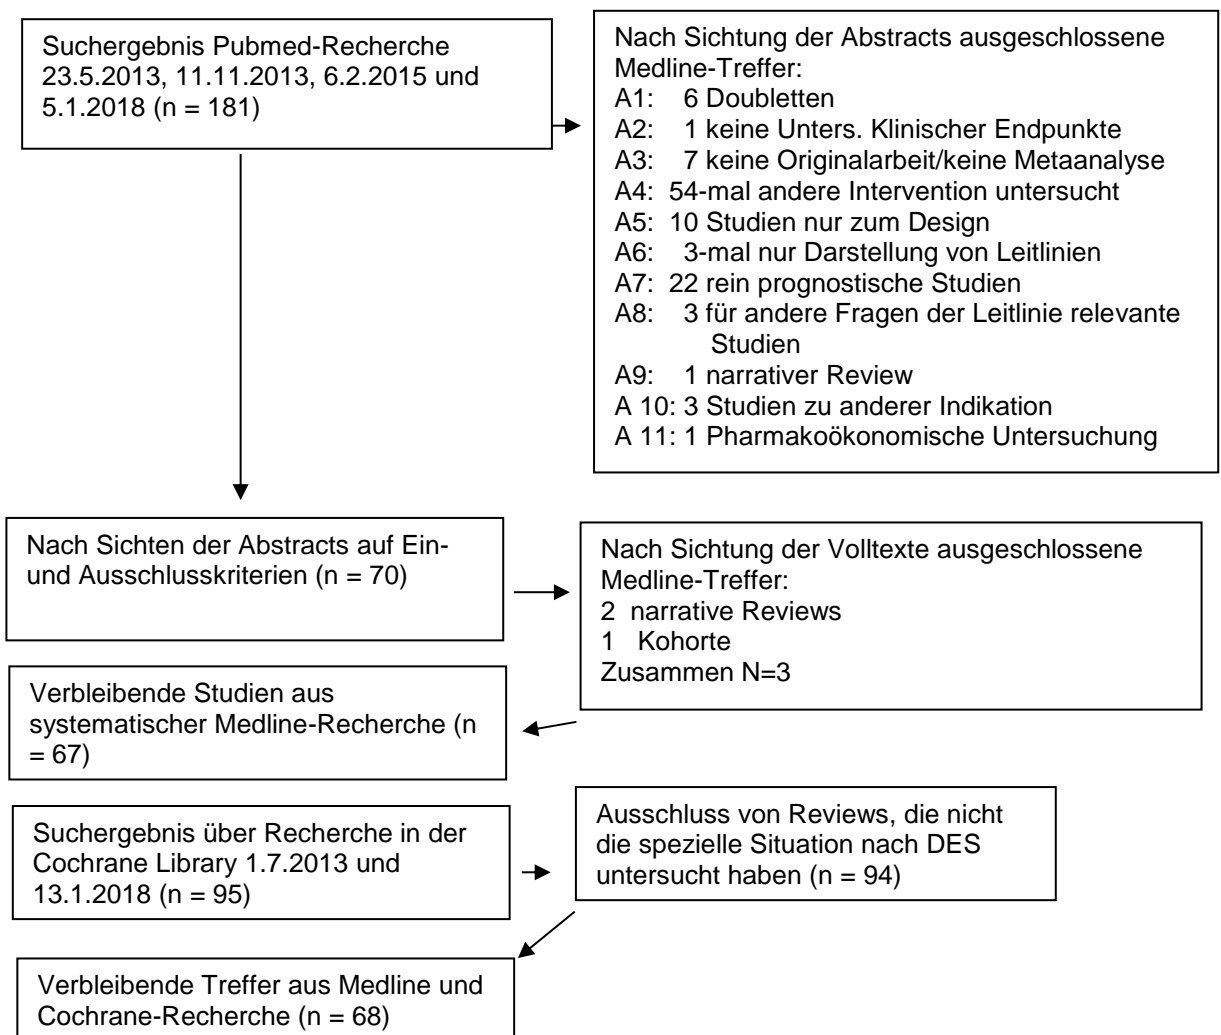 Suchergebnis Pubmed-Recherche
23.5.2013, 11.11.2013, 6.2.2015 und
5.1.2018 (n = 181)
Nach Sichtung der Abstracts ausgeschlossene
Medline-Treffer:
A1: 6 Doubletten
A2: 1 keine Unters. Klinischer Endpunkte
A3: 7 keine Originalarbeit/keine Metaanalyse
A4: 54-mal andere Intervention untersucht
A5: 10 Studien nur zum Design
A6: 3-mal nur Darstellung von Leitlinien
A7: 22 rein prognostische Studien
A8: 3 für andere Fragen der Leitlinie relevante
Studien
A9: 1 narrativer Review
A 10: 3 Studien zu anderer Indikation
A 11: 1 Pharmakoökonomische Untersuchung
Nach Sichten der Abstracts auf Ein-
und Ausschlusskriterien (n = 70)
Nach Sichtung der Volltexte ausgeschlossene
Medline-Treffer:
2 narrative Reviews
1 Kohorte
Zusammen N=3
Verbleibende Studien aus
systematischer Medline-Recherche (n
= 67)
Suchergebnis über Recherche in der
Cochrane Library 1.7.2013 und
13.1.2018 (n = 95)
Ausschluss von Reviews, die nicht
die spezielle Situation nach DES
untersucht haben (n = 94)
Verbleibende Treffer aus Medline und
Cochrane-Recherche (n = 68)